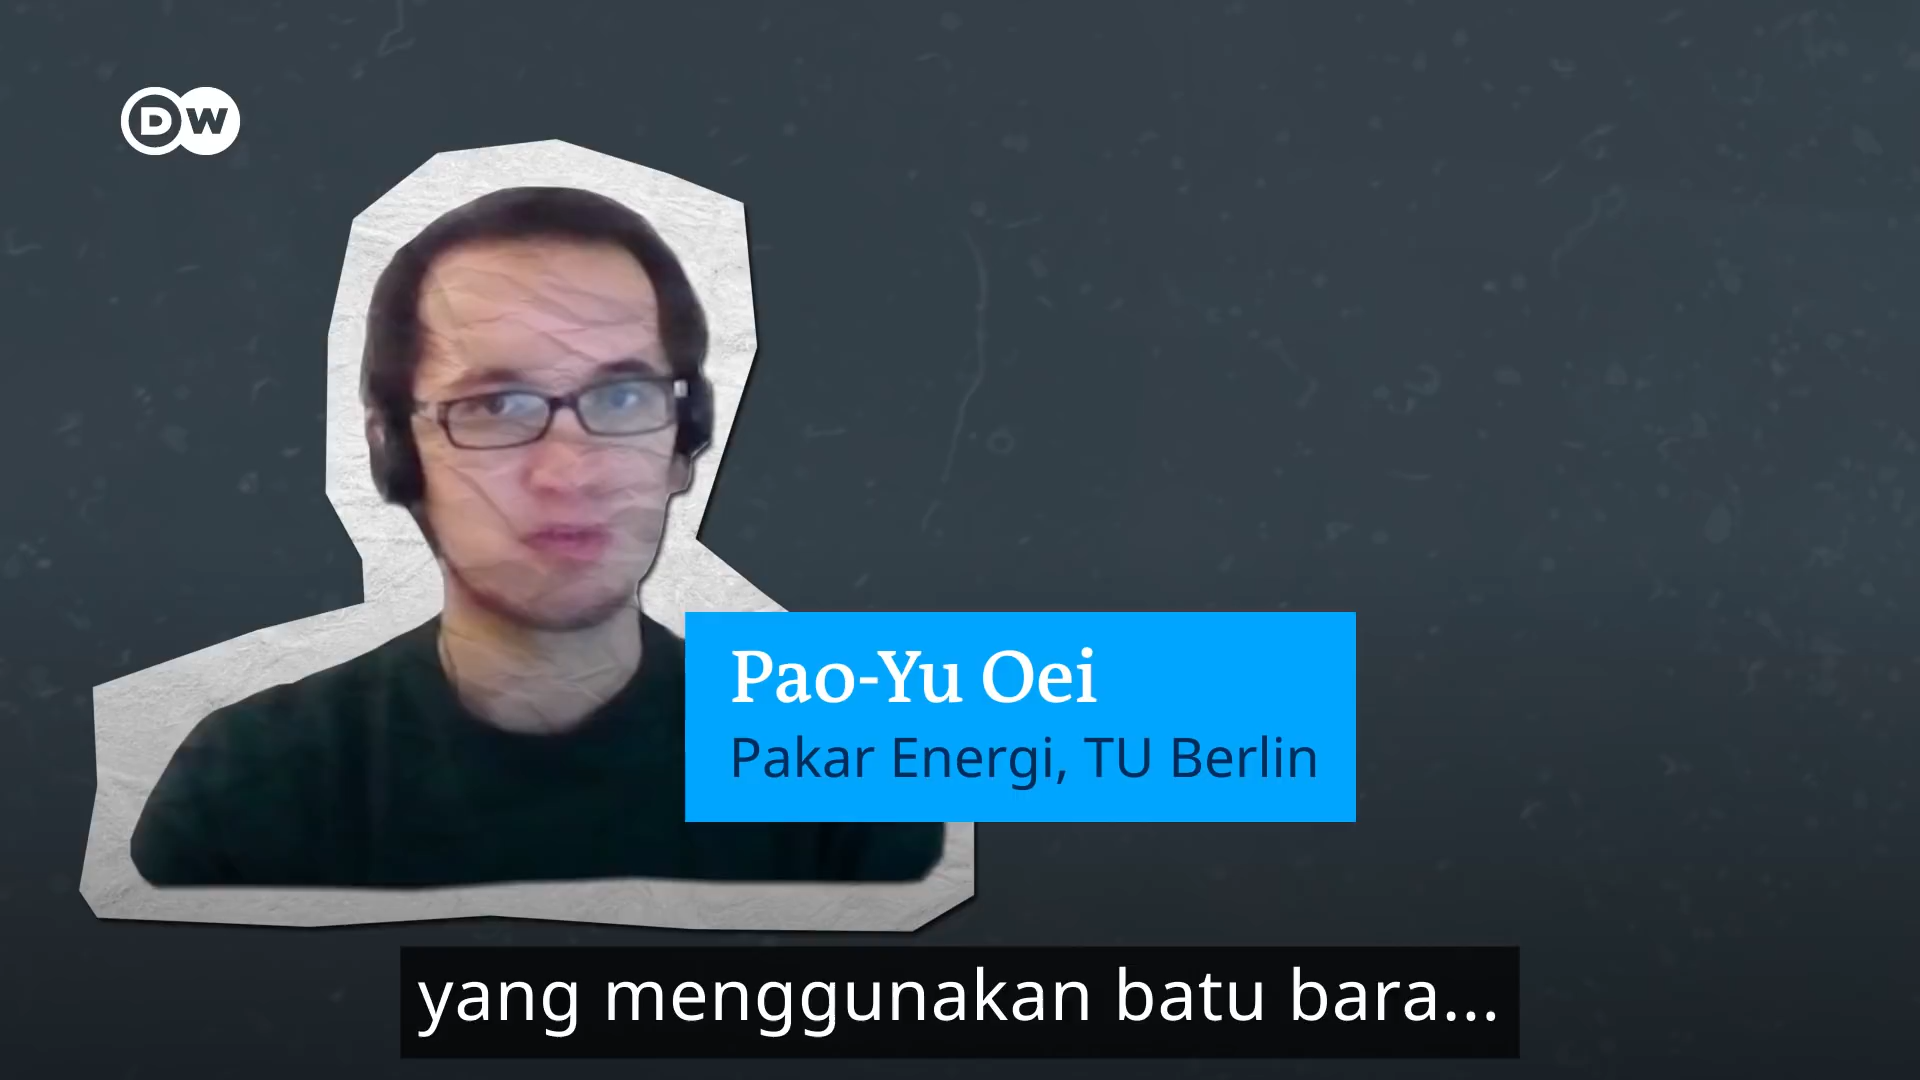 DW
Pao-Yu Oei
Pakar Energi, TU Berlin
yang menggunakan batu bara...